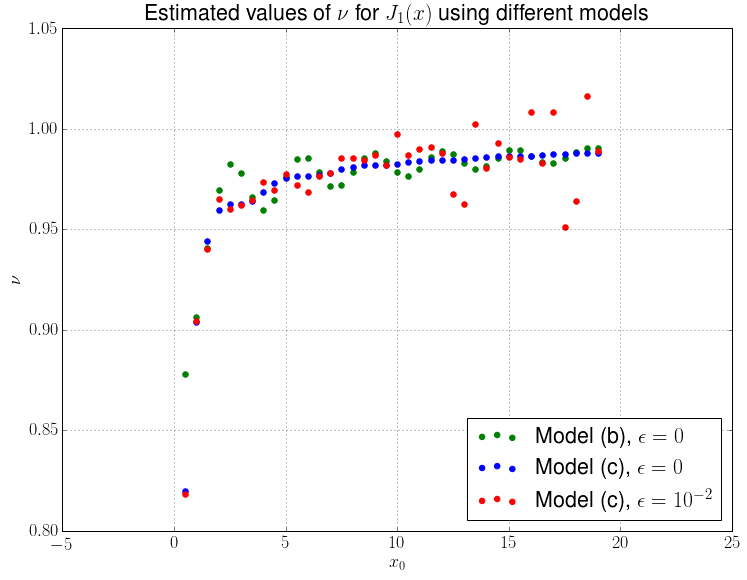 Estimated values of ν for J₁(x) using different models
1.05
1.00
0.95
0.90
0.85
0.80
ν
−5
0
5
10
15
20
25
x₀
Model (b), ϵ = 0
Model (c), ϵ = 0
Model (c), ϵ = 10⁻²